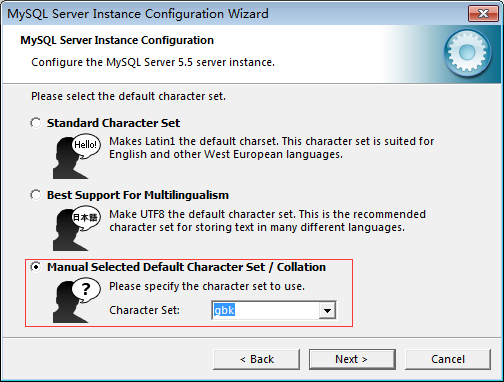 MySQL Server Instance Configuration Wizard
MySQL Server Instance Configuration
Configure the MySQL Server 5.5 server instance.
Please select the default character set.
Standard Character Set
Hello!
Makes Latin1 the default charset. This character set is suited for
English and other West European languages.
Best Support For Multilingualism
日本語
Make UTF8 the default character set. This is the recommended
character set for storing text in many different languages.
Manual Selected Default Character Set / Collation
?
Please specify the character set to use.
Character Set: gbk
< Back Next > Cancel